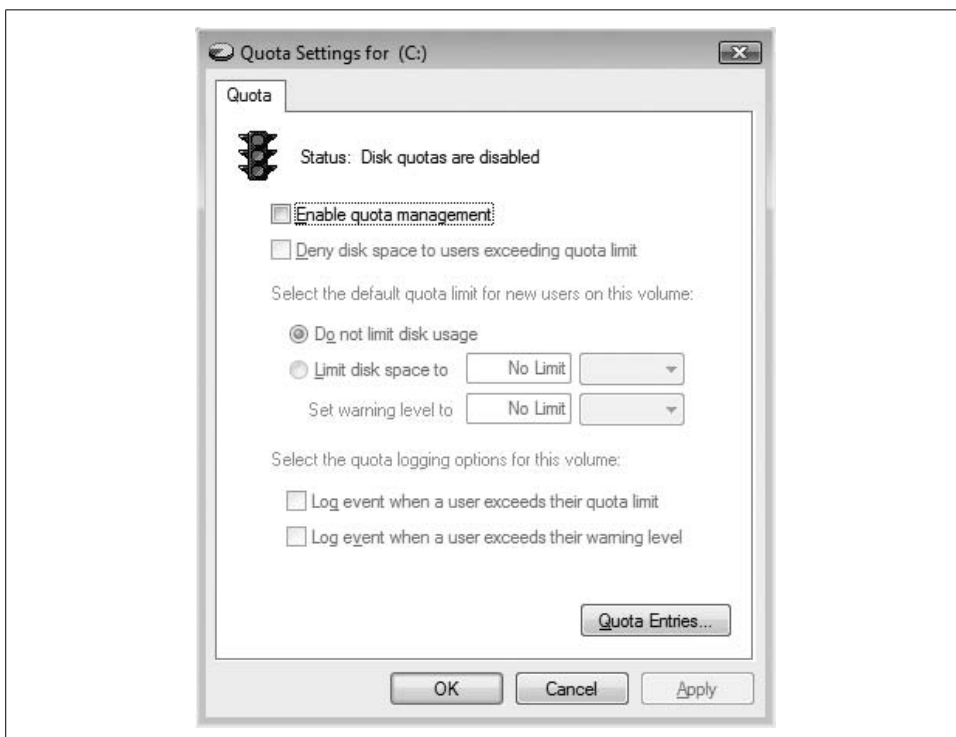 Quota Settings for (C:)
Quota
Status: Disk quotas are disabled
Enable quota management
Deny disk space to users exceeding quota limit
Select the default quota limit for new users on this volume:
Do not limit disk usage
Limit disk space to No Limit
Set warning level to No Limit
Select the quota logging options for this volume:
Log event when a user exceeds their quota limit
Log event when a user exceeds their warning level
Quota Entries...
OK Cancel Apply